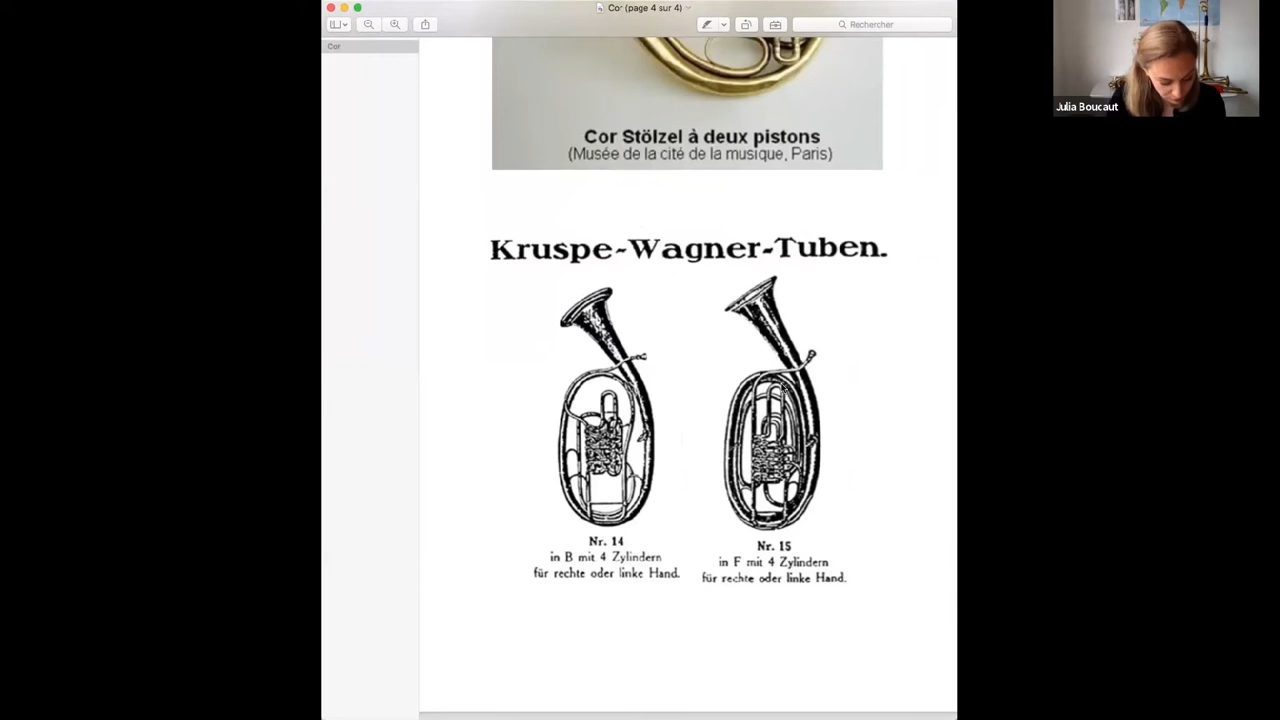 Cor (page 4 sur 4)
Rechercher
Cor
Julia Boucaut
Cor Stölzel à deux pistons
(Musée de la cité de la musique, Paris)
Kruspe-Wagner-Tuben.
Nr. 14
in B mit 4 Zylindern
für rechte oder linke Hand.
Nr. 15
in F mit 4 Zylindern
für rechte oder linke Hand.